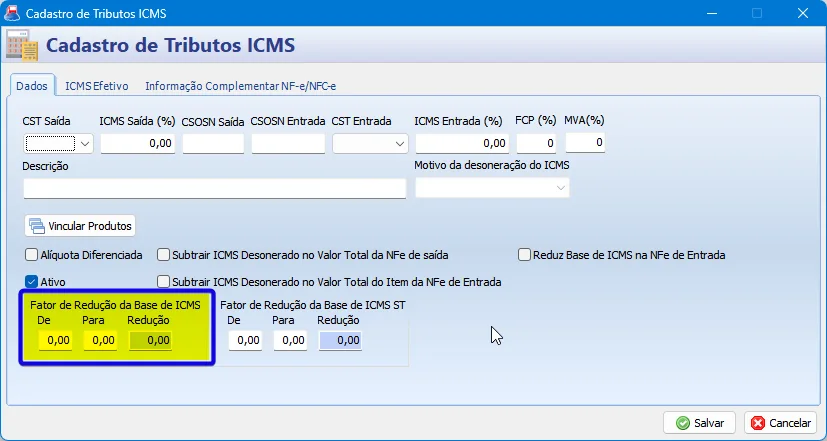 Cadastro de Tributos ICMS
Cadastro de Tributos ICMS
Dados ICMS Efetivo Informação Complementar NF-e/NFC-e
CST Saída ICMS Saída (%) CSOSN Saída CSOSN Entrada CST Entrada ICMS Entrada (%) FCP (%) MVA(%)
0,00 0,00 0 0
Descrição Motivo da desoneração do ICMS
Vincular Produtos
Alíquota Diferenciada Subtrair ICMS Desonerado no Valor Total da NFe de saída Reduz Base de ICMS na NFe de Entrada
Ativo Subtrair ICMS Desonerado no Valor Total do Item da NFe de Entrada
Fator de Redução da Base de ICMS Fator de Redução da Base de ICMS ST
De Para Redução De Para Redução
0,00 0,00 0,00 0,00 0,00 0,00
Salvar Cancelar